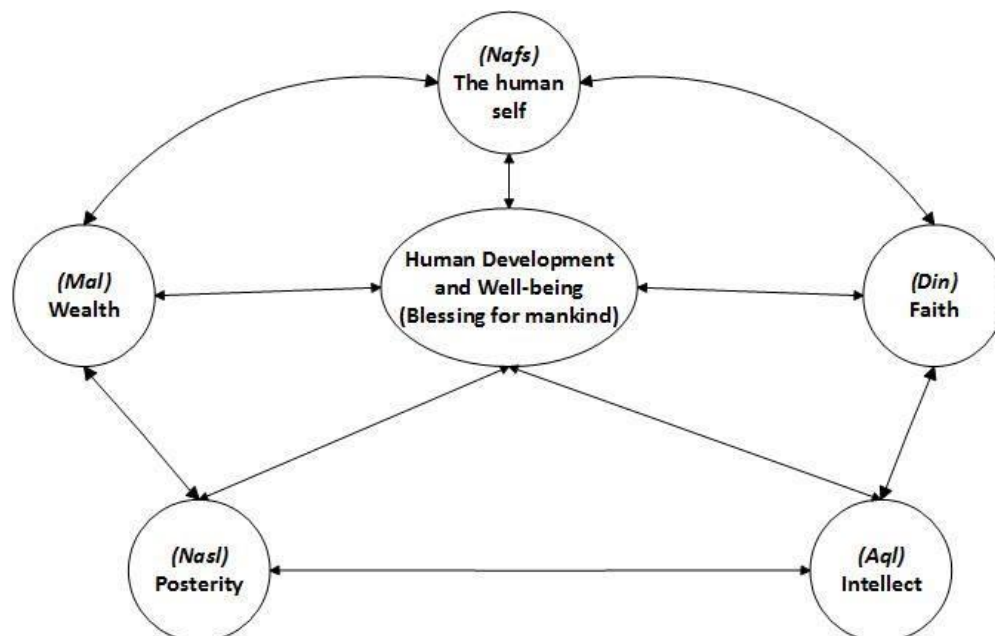 (Nafs)
The human
self
Human Development
and Well-being
(Blessing for mankind)
(Mal)
Wealth
(Din)
Faith
(Nasl)
Posterity
(Aql)
Intellect